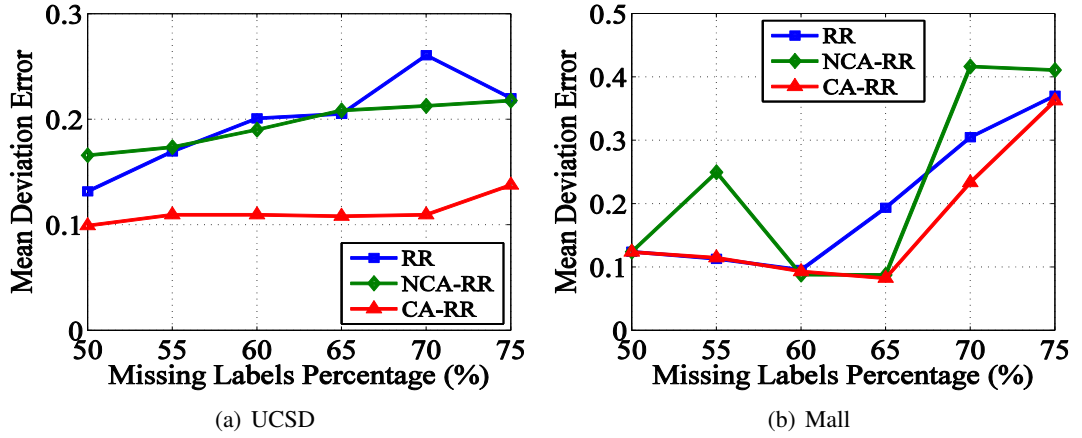 0.3
0.2
0.1
0
Mean Deviation Error
RR
NCA-RR
CA-RR
50 55 60 65 70 75
Missing Labels Percentage (%)
(a) UCSD
0.5
0.4
0.3
0.2
0.1
0
Mean Deviation Error
RR
NCA-RR
CA-RR
50 55 60 65 70 75
Missing Labels Percentage (%)
(b) Mall